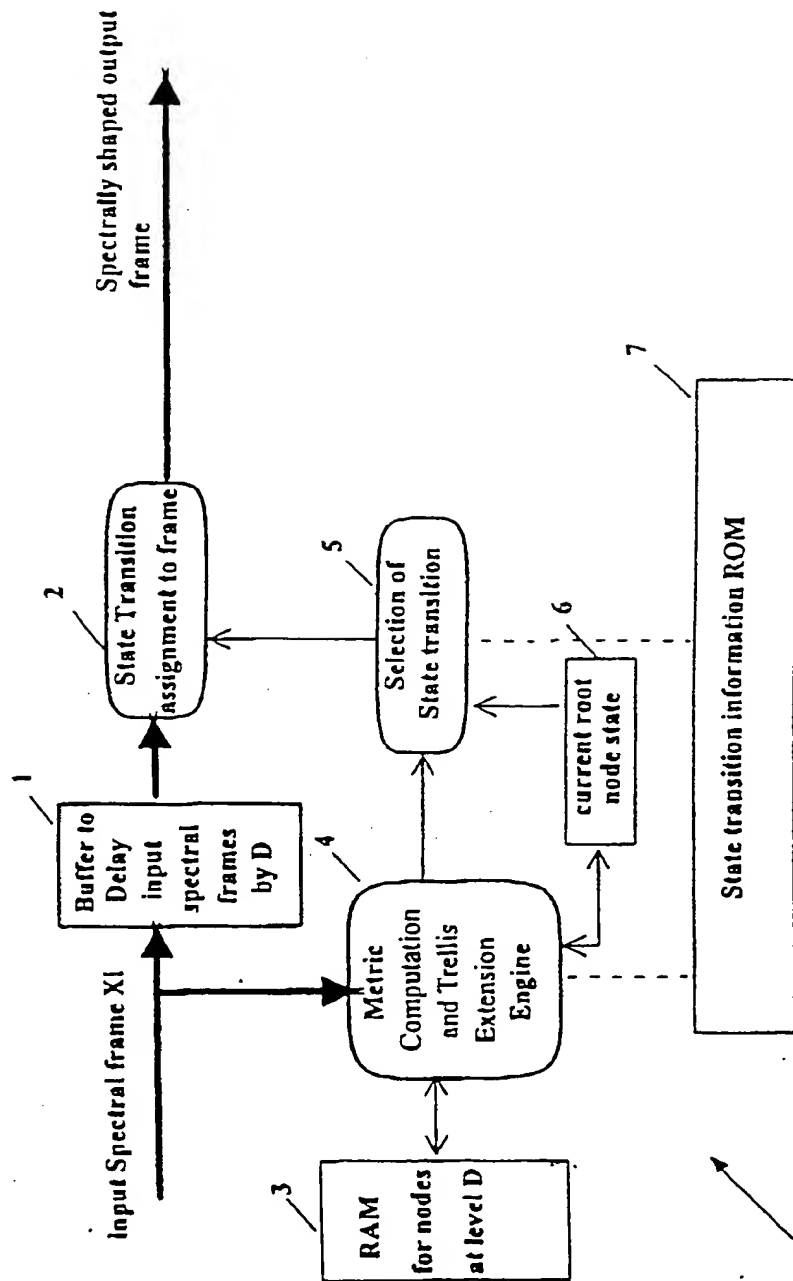 Input Spectral frame XI
1
Buffer to
Delay
input
spectral
frames
by D
2
State Transition
assignment to frame
Spectrally shaped output
frame
3
RAM
for nodes
at level D
4
Metric
Computation
and Trellis
Extension
Engine
5
Selection of
State transition
6
current root
node state
7
State transition information ROM